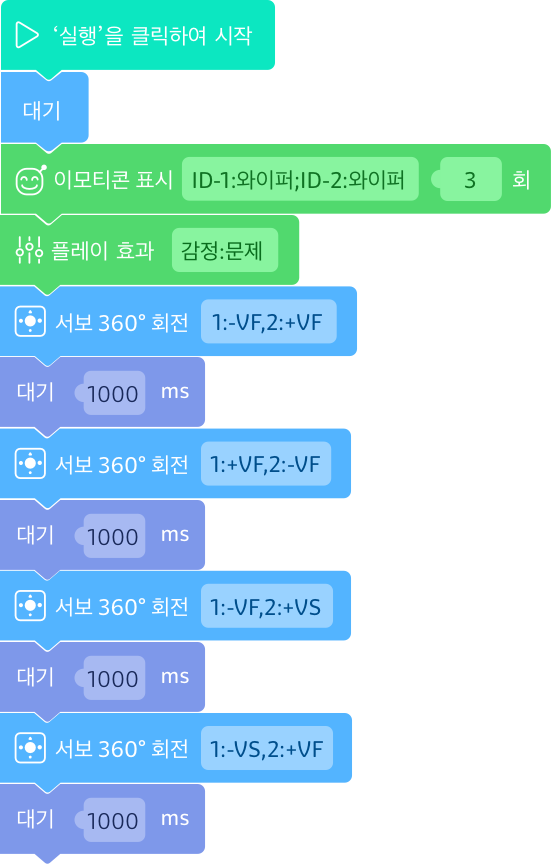 ‘실행’을 클릭하여 시작
대기
이모티콘 표시 ID-1:와이퍼;ID-2:와이퍼 3 회
플레이 효과 감정:문제
서보 360° 회전 1:-VF,2:+VF
대기 1000 ms
서보 360° 회전 1:+VF,2:-VF
대기 1000 ms
서보 360° 회전 1:-VF,2:+VS
대기 1000 ms
서보 360° 회전 1:-VS,2:+VF
대기 1000 ms